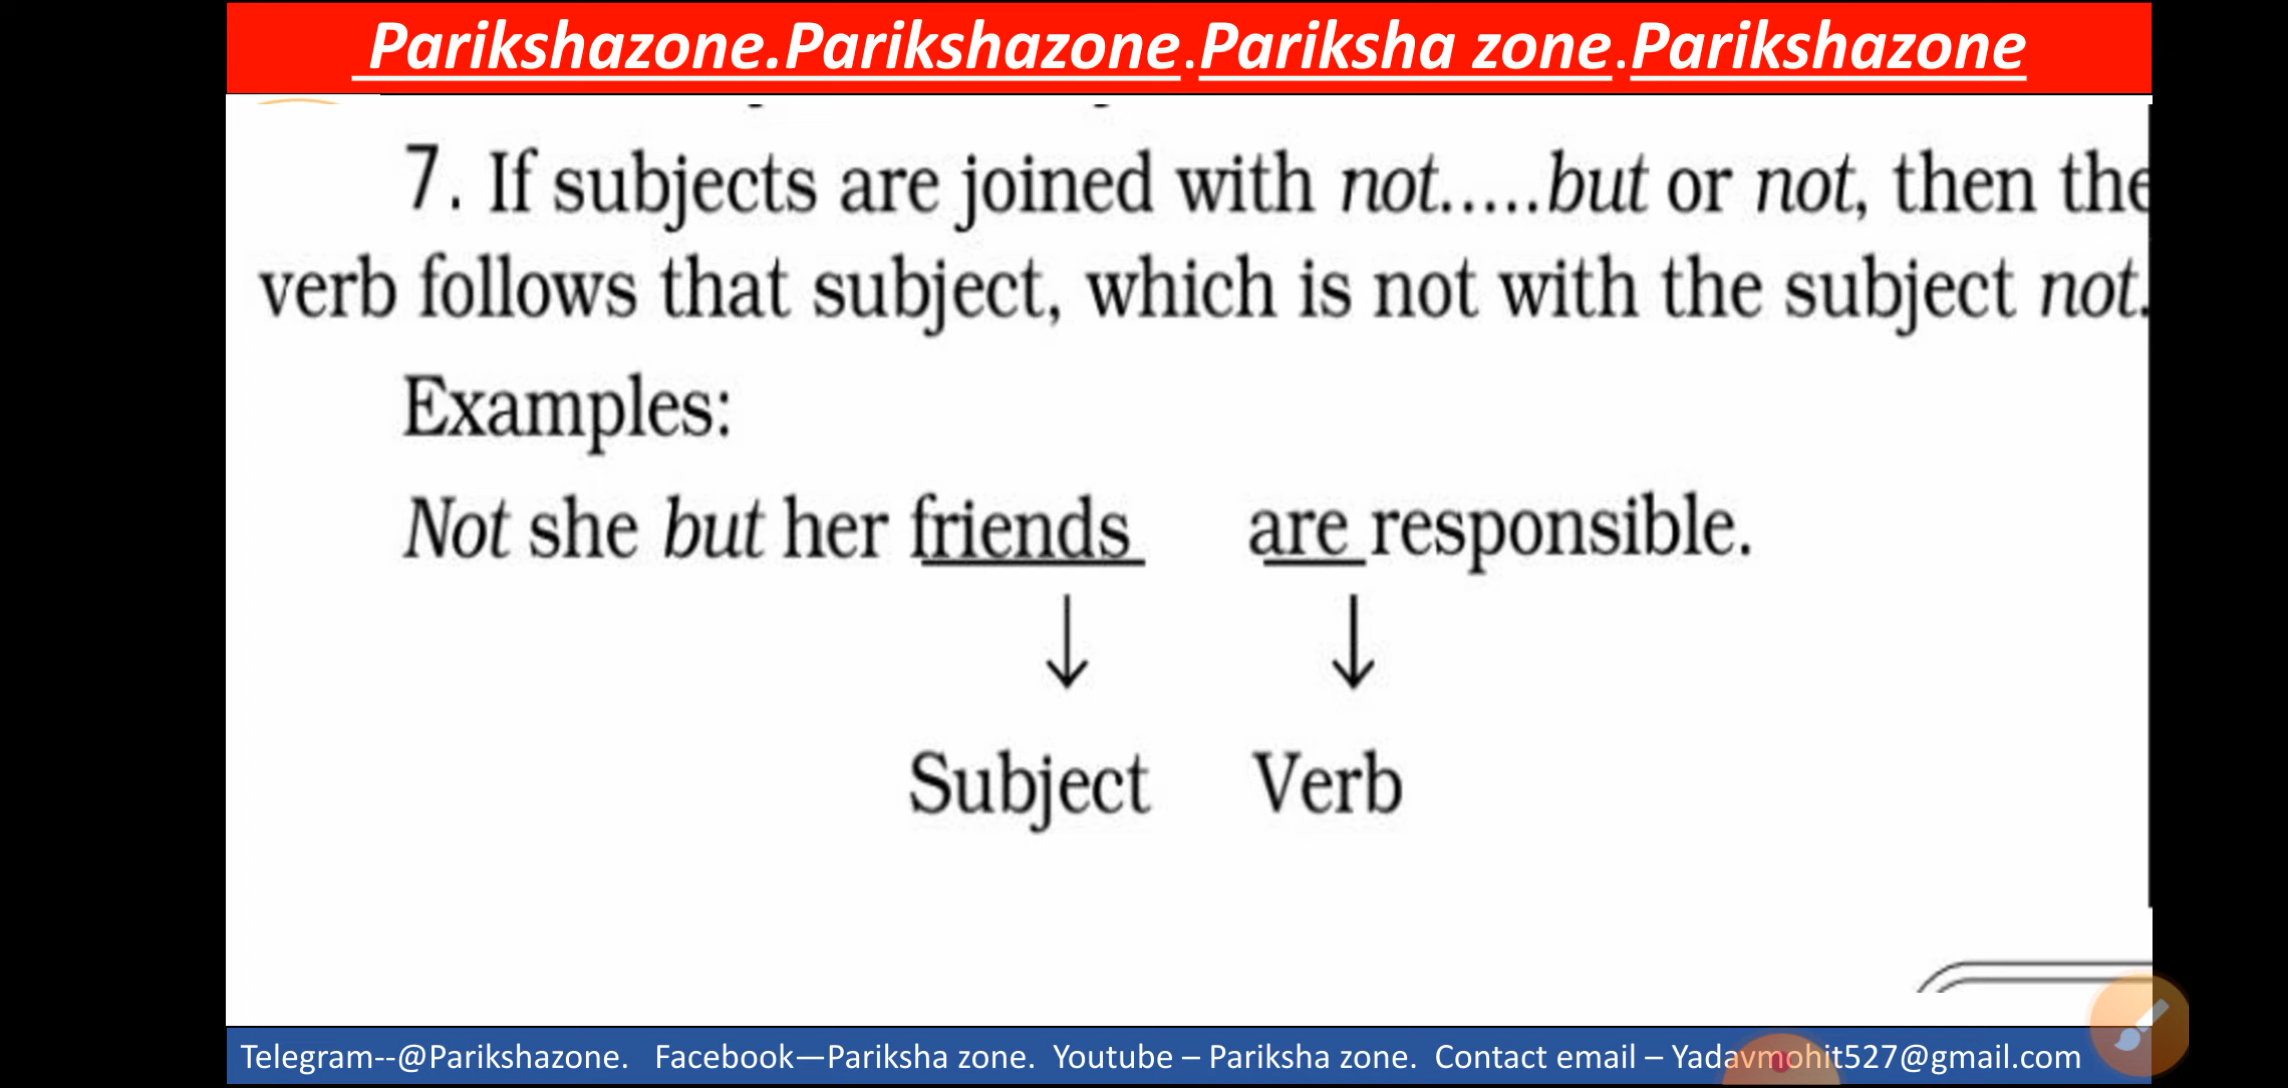 Parikshazone.Parikshazone.Pariksha zone.Parikshazone
7. If subjects are joined with not.....but or not, then the
verb follows that subject, which is not with the subject not.
Examples:
Not she but her friends are responsible.
Subject Verb
Telegram--@Parikshazone. Facebook—Pariksha zone. Youtube – Pariksha zone. Contact email – Yadavmohit527@gmail.com